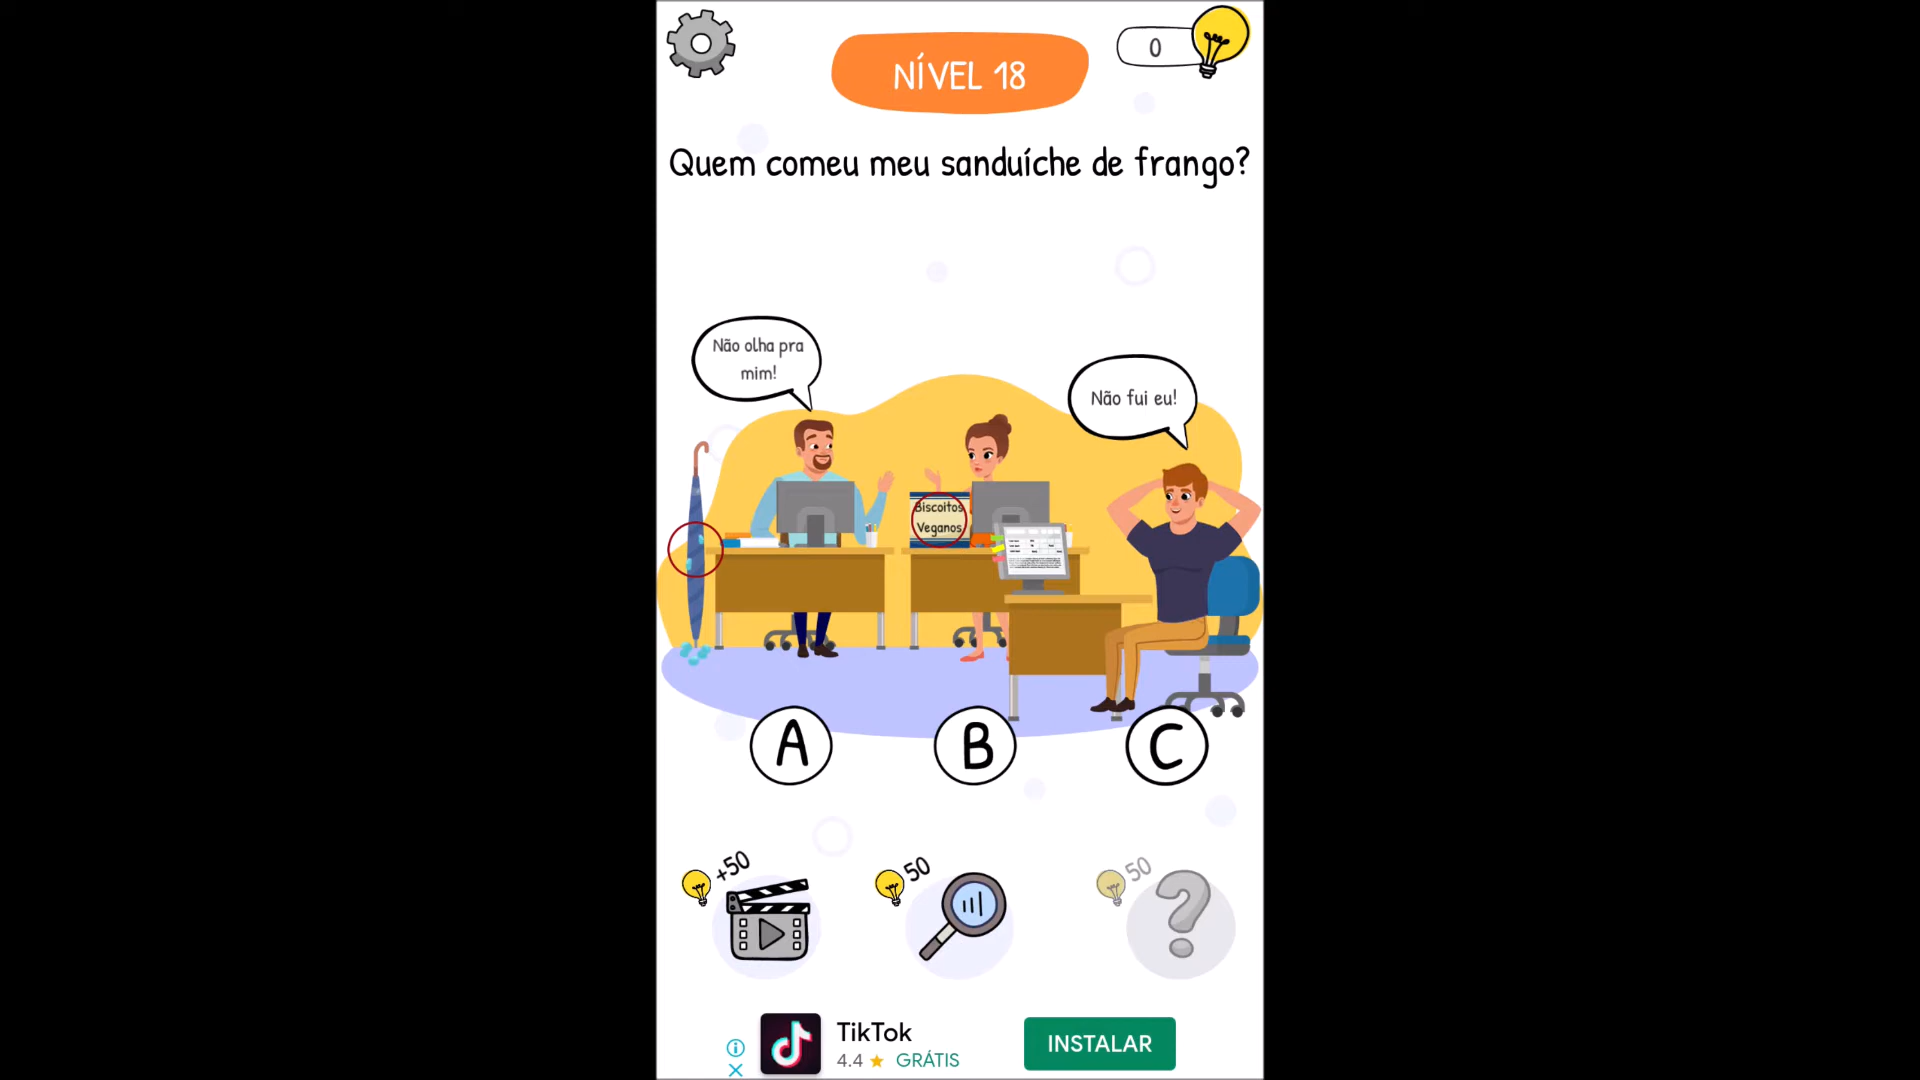 NÍVEL 18
0
Quem comeu meu sanduíche de frango?
Não olha pra
mim!
Não fui eu!
Biscoitos
Veganos
A
B
C
+50
50
50
TikTok
4.4 ★ GRÁTIS
INSTALAR